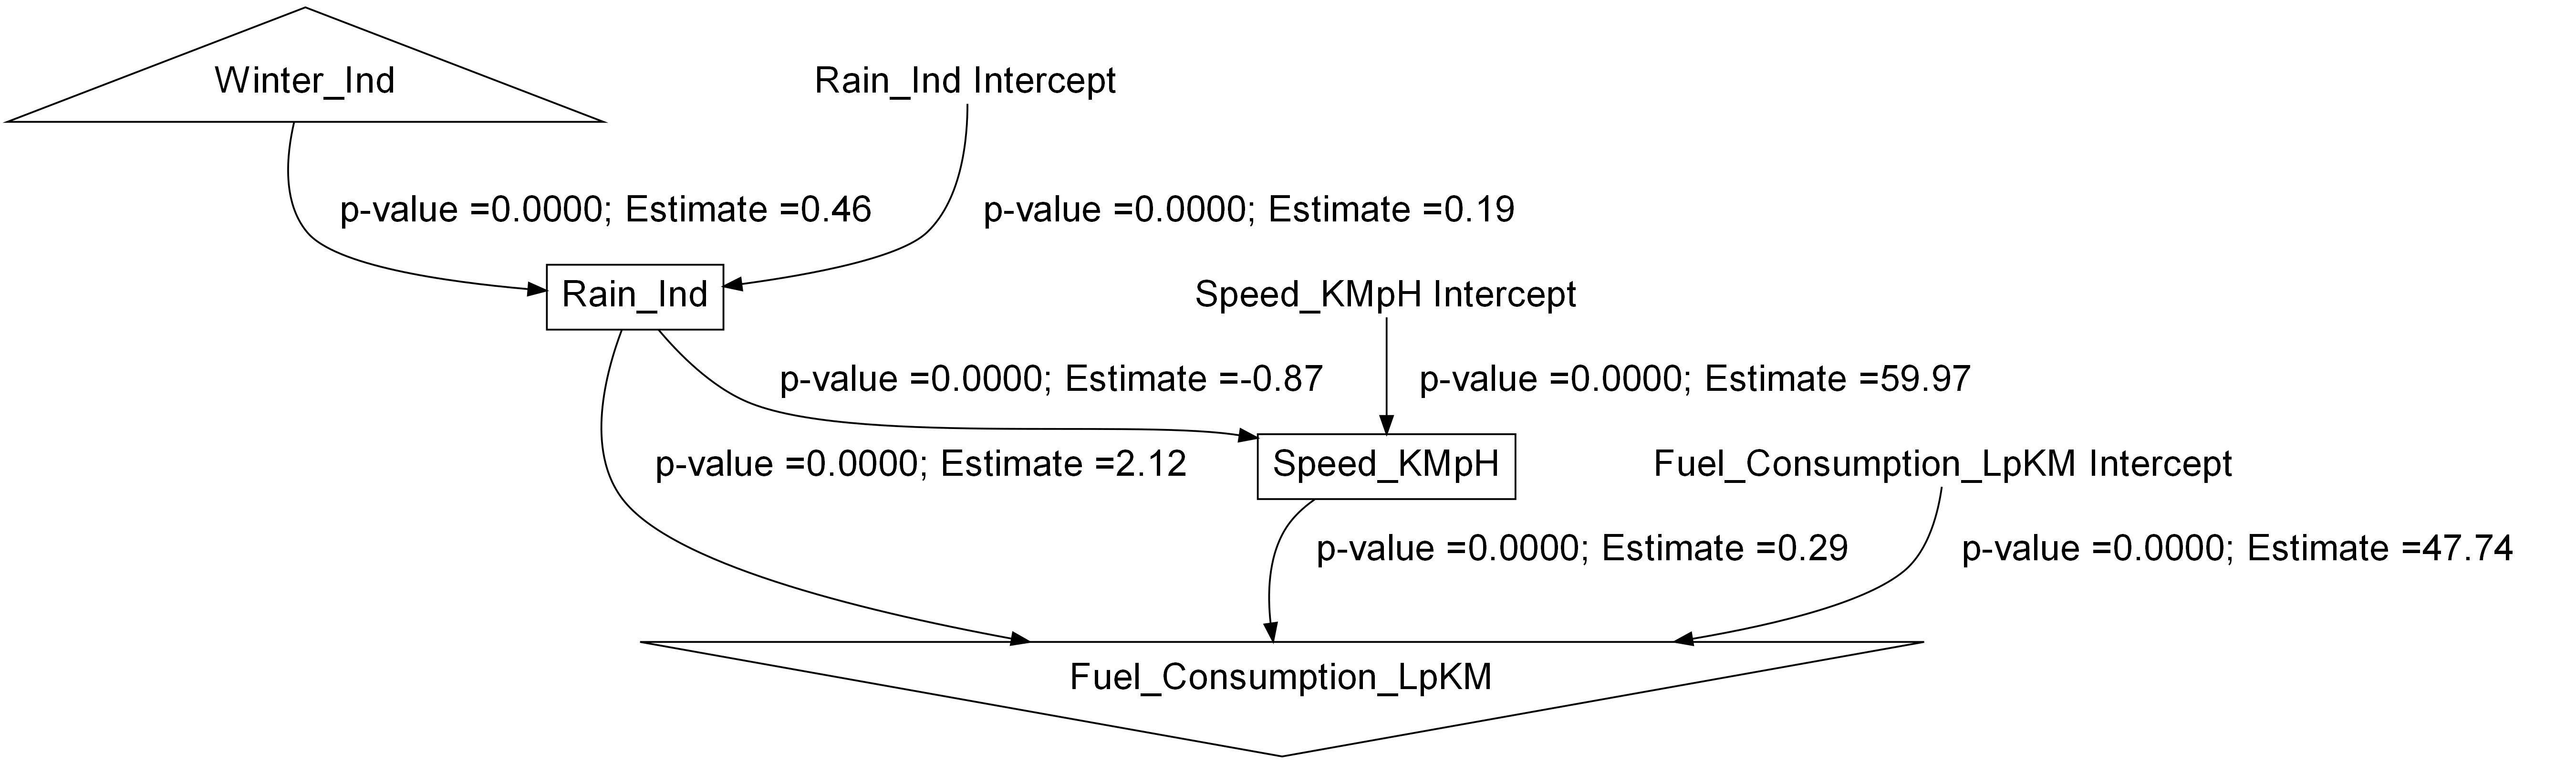 Winter_Ind
Rain_Ind Intercept
p-value =0.0000; Estimate =0.46
p-value =0.0000; Estimate =0.19
Rain_Ind
Speed_KMpH Intercept
p-value =0.0000; Estimate =-0.87
p-value =0.0000; Estimate =59.97
p-value =0.0000; Estimate =2.12
Speed_KMpH
Fuel_Consumption_LpKM Intercept
p-value =0.0000; Estimate =0.29
p-value =0.0000; Estimate =47.74
Fuel_Consumption_LpKM